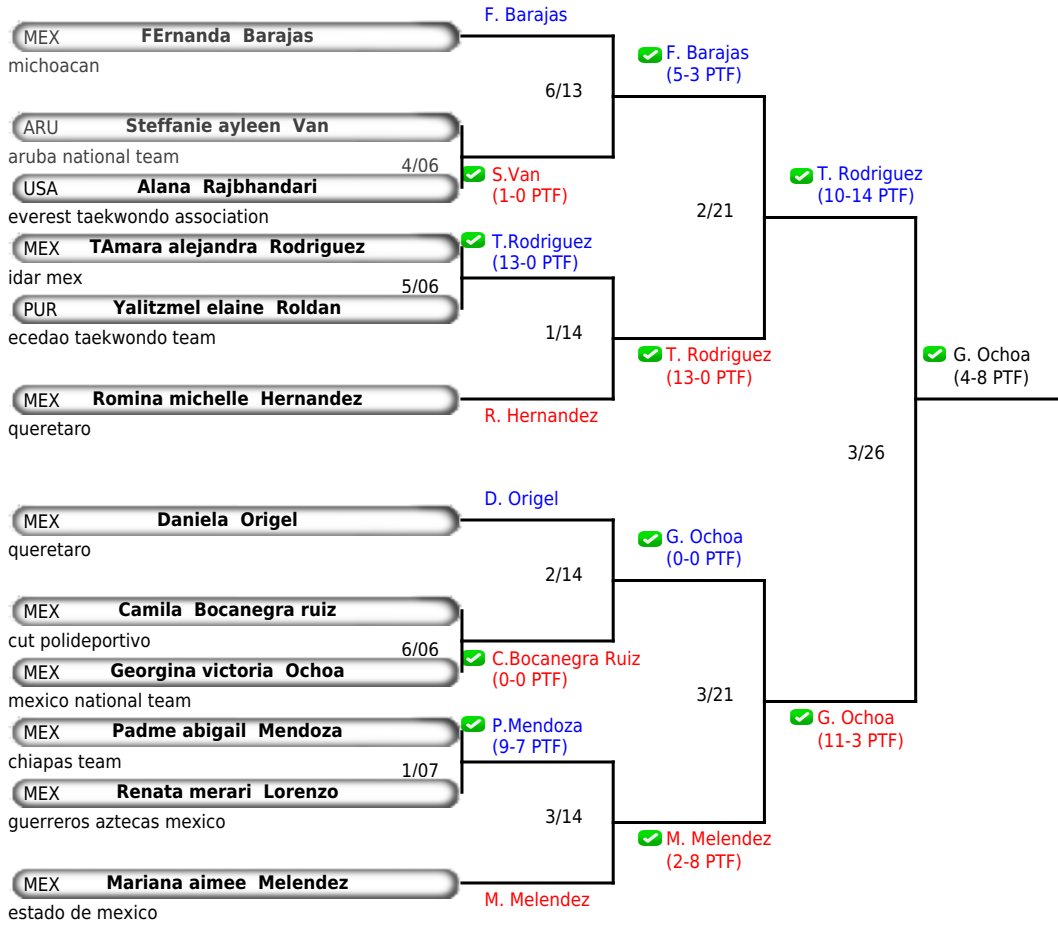 F. Barajas
MEX FErnanda Barajas
michoacan
F. Barajas
(5-3 PTF)
6/13
ARU Steffanie ayleen Van
aruba national team
4/06
S.Van
(1-0 PTF)
USA Alana Rajbhandari
everest taekwondo association
T. Rodriguez
(10-14 PTF)
2/21
MEX TAmara alejandra Rodriguez
idar mex
T.Rodriguez
(13-0 PTF)
5/06
PUR Yalitzmel elaine Roldan
ecedao taekwondo team
1/14
T. Rodriguez
(13-0 PTF)
G. Ochoa
(4-8 PTF)
MEX Romina michelle Hernandez
queretaro
R. Hernandez
3/26
D. Origel
MEX Daniela Origel
queretaro
G. Ochoa
(0-0 PTF)
2/14
MEX Camila Bocanegra ruiz
cut polideportivo
6/06
C.Bocanegra Ruiz
(0-0 PTF)
MEX Georgina victoria Ochoa
mexico national team
3/21
G. Ochoa
(11-3 PTF)
MEX Padme abigail Mendoza
chiapas team
P.Mendoza
(9-7 PTF)
1/07
MEX Renata merari Lorenzo
guerreros aztecas mexico
3/14
M. Melendez
(2-8 PTF)
MEX Mariana aimee Melendez
estado de mexico
M. Melendez